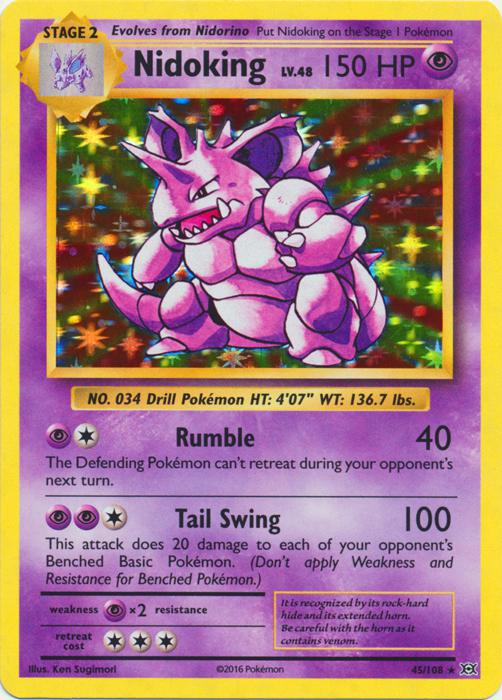 STAGE 2
Evolves from Nidorino Put Nidoking on the Stage 1 Pokémon
Nidoking LV.48 150 HP
NO. 034 Drill Pokémon HT: 4'07" WT: 136.7 lbs.
Rumble 40
The Defending Pokémon can't retreat during your opponent's
next turn.
Tail Swing 100
This attack does 20 damage to each of your opponent's
Benched Basic Pokémon. (Don't apply Weakness and
Resistance for Benched Pokémon.)
weakness ×2 resistance
retreat
cost
It is recognized by its rock-hard
hide and its extended horn.
Be careful with the horn as it
contains venom.
Illus. Ken Sugimori ©2016 Pokémon 45/108 ★